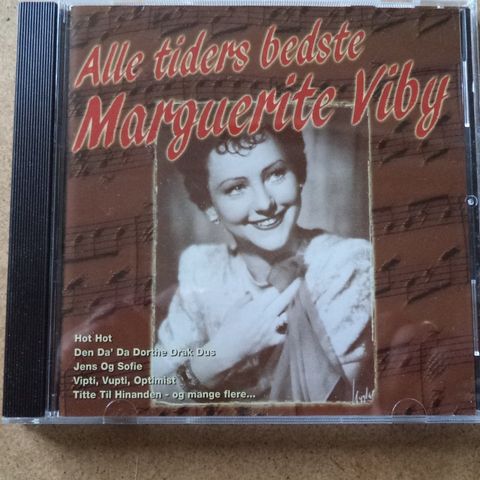 Alle tiders bedste
Marguerite Viby
Hot Hot
Den Da' Da Dorthe Drak Dus
Jens Og Sofie
Vipti, Vupti, Optimist
Titte Til Hinanden - og mange flere...